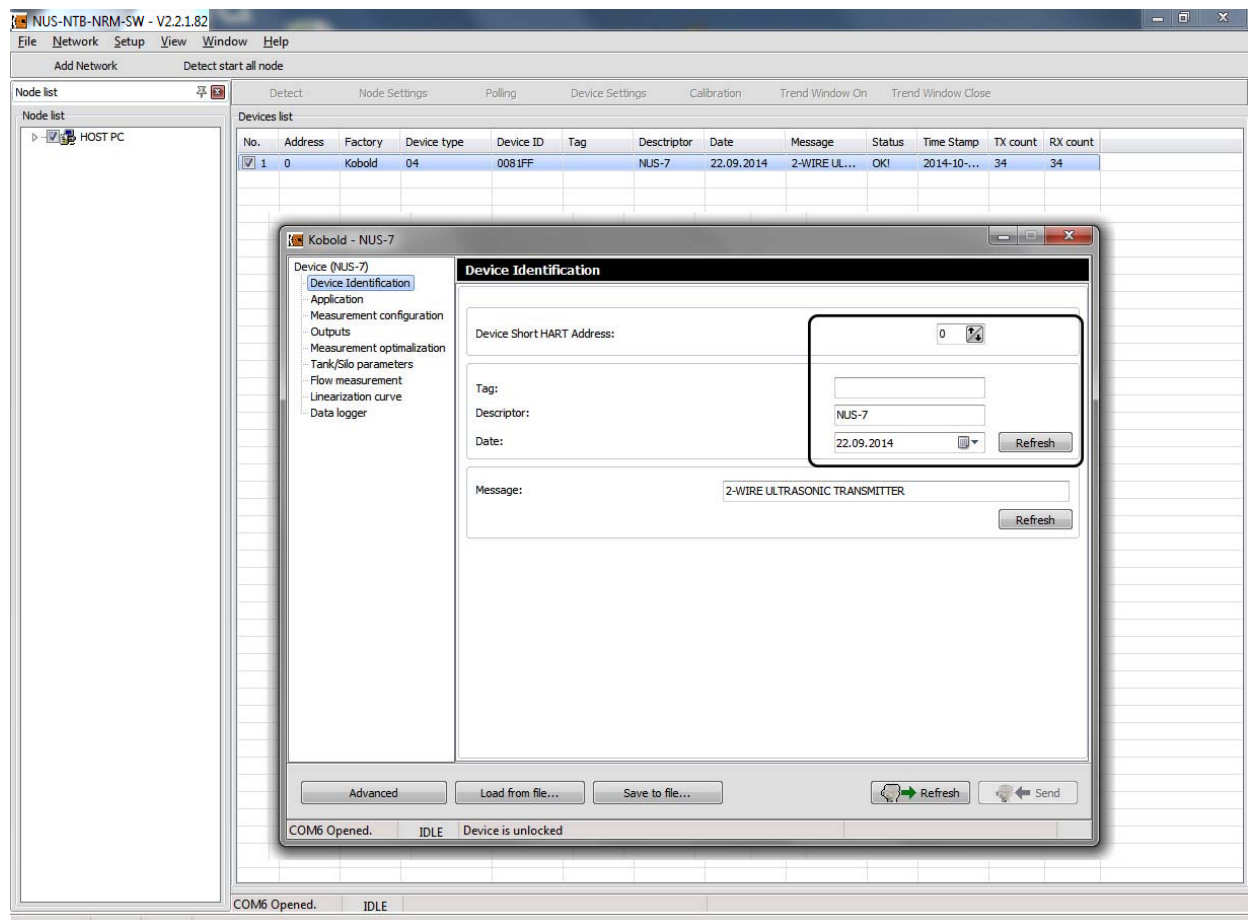 NUS-NTB-NRM-SW - V2.2.1.82
File Network Setup View Window Help
Add Network Detect start all node
Node list
Detect Node Settings Polling Device Settings Calibration Trend Window On Trend Window Close
Node list
HOST PC
Devices list
No. Address Factory Device type Device ID Tag Desctriptor Date Message Status Time Stamp TX count RX count
1 0 Kobold 04 0081FF NUS-7 22.09.2014 2-WIRE UL... OK! 2014-10-... 34 34
Kobold - NUS-7
Device (NUS-7)
Device Identification
Application
Measurement configuration
Outputs
Measurement optimalization
Tank/Silo parameters
Flow measurement
Linearization curve
Data logger
Device Identification
Device Short HART Address: 0
Tag:
Descriptor: NUS-7
Date: 22.09.2014 Refresh
Message: 2-WIRE ULTRASONIC TRANSMITTER
Refresh
Advanced Load from file... Save to file... Refresh Send
COM6 Opened. IDLE Device is unlocked
COM6 Opened. IDLE